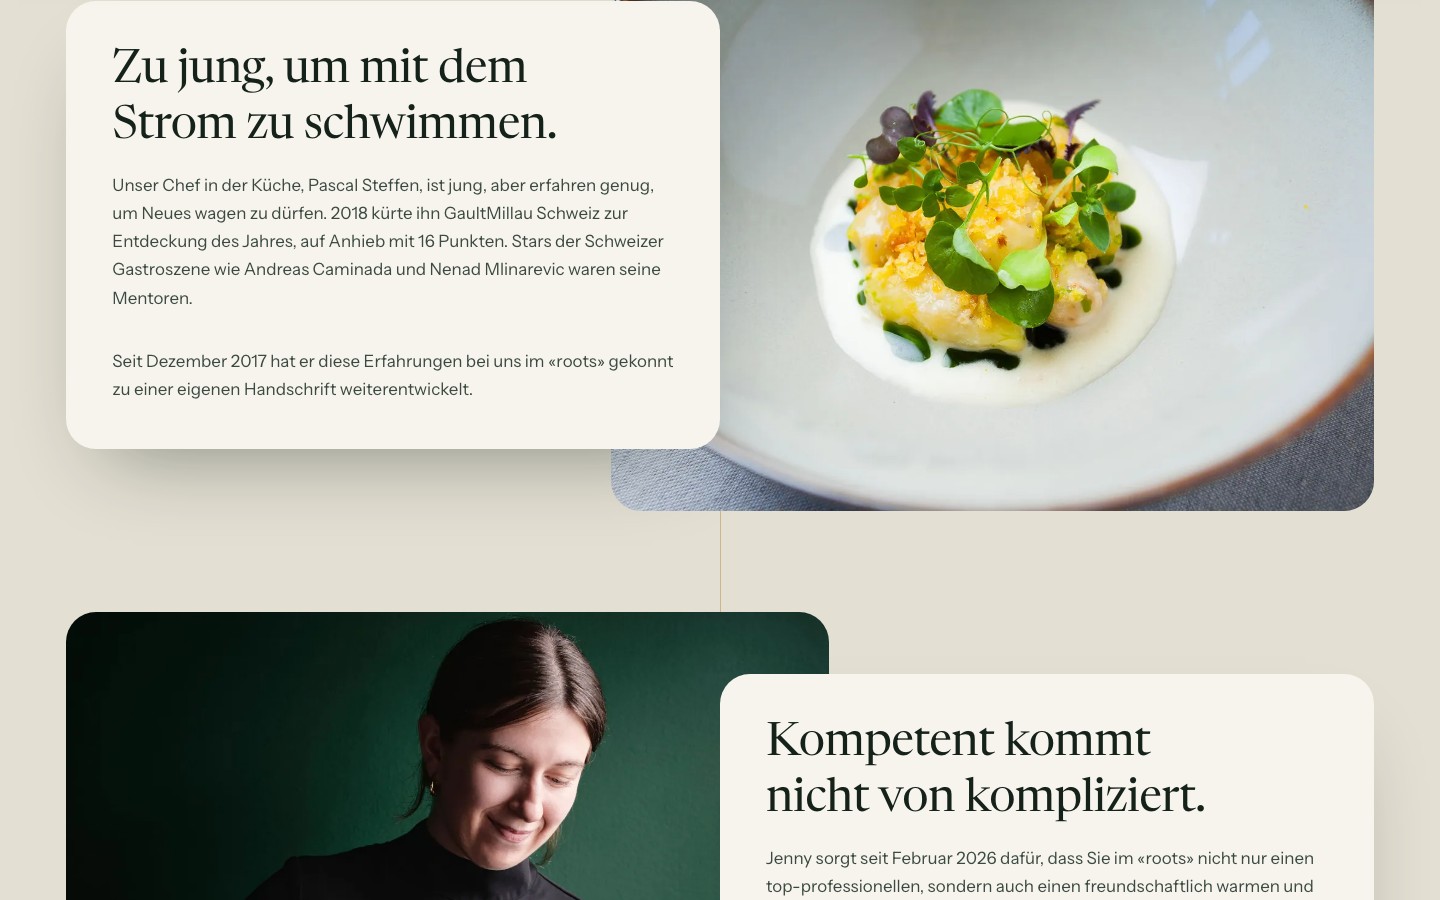 Zu jung, um mit dem
Strom zu schwimmen.
Unser Chef in der Küche, Pascal Steffen, ist jung, aber erfahren genug,
um Neues wagen zu dürfen. 2018 kürte ihn GaultMillau Schweiz zur
Entdeckung des Jahres, auf Anhieb mit 16 Punkten. Stars der Schweizer
Gastroszene wie Andreas Caminada und Nenad Mlinarevic waren seine
Mentoren.
Seit Dezember 2017 hat er diese Erfahrungen bei uns im «roots» gekonnt
zu einer eigenen Handschrift weiterentwickelt.
Kompetent kommt
nicht von kompliziert.
Jenny sorgt seit Februar 2026 dafür, dass Sie im «roots» nicht nur einen
top-professionellen, sondern auch einen freundschaftlich warmen und